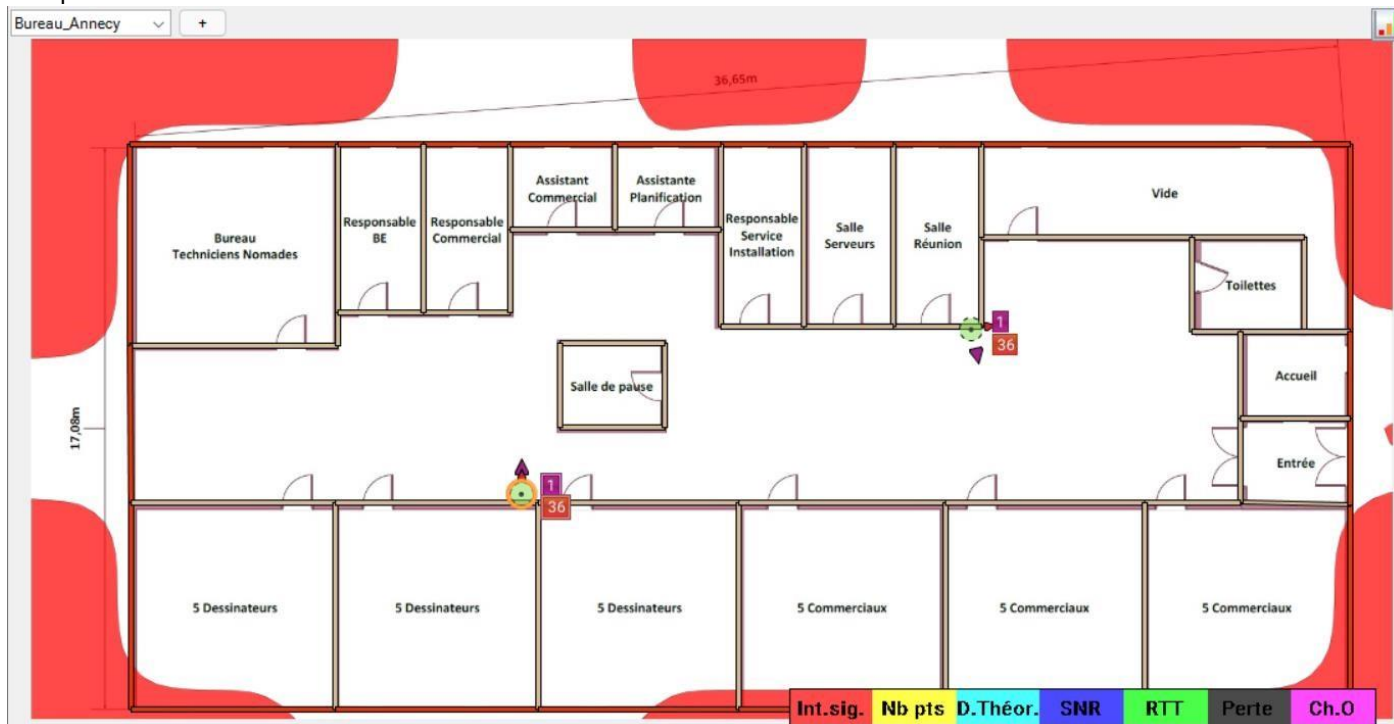 Bureau_Annecy
+
36,65m
Bureau
Techniciens Nomades
Responsable
BE
Responsable
Commercial
Assistant
Commercial
Assistante
Planification
Responsable
Service
Installation
Salle
Serveurs
Salle
Réunion
Vide
Toilettes
1
36
Accueil
Salle de pause
17,08m
Entrée
1
36
5 Dessinateurs
5 Dessinateurs
5 Dessinateurs
5 Commerciaux
5 Commerciaux
5 Commerciaux
Int.sig.
Nb pts
D.Théor.
SNR
RTT
Perte
Ch.O